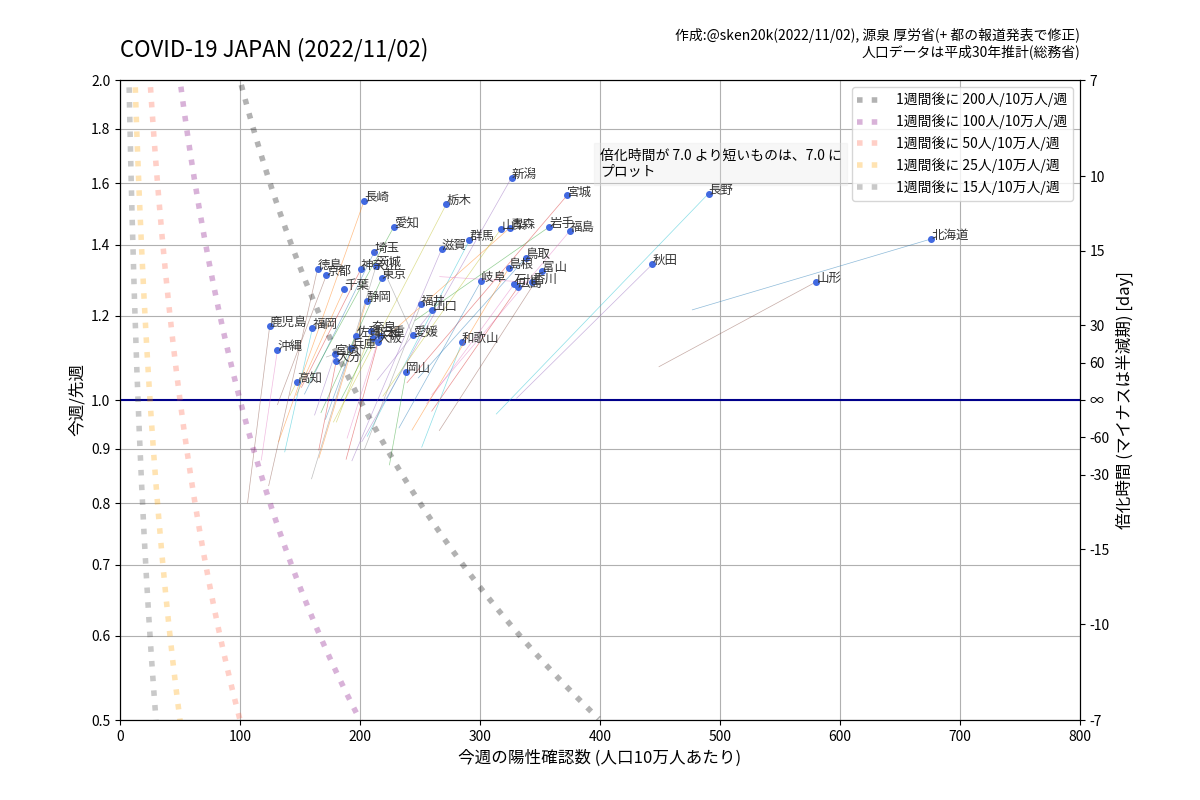 COVID-19 JAPAN (2022/11/02)
作成:@sken20k(2022/11/02), 源泉 厚労省(+ 都の報道発表で修正)
人口データは平成30年推計(総務省)
1週間後に 200人/10万人/週
1週間後に 100人/10万人/週
1週間後に 50人/10万人/週
1週間後に 25人/10万人/週
1週間後に 15人/10万人/週
倍化時間が 7.0 より短いものは、7.0 に
プロット
新潟
長崎
栃木
宮城
長野
愛知
岩手
福島
群馬
北海道
埼玉
滋賀
茨城
鳥取
徳島
京都
東京
島根
富山
秋田
千葉
岐阜
香川
山形
静岡
福井
山口
鹿児島
福岡
愛媛
和歌山
沖縄
兵庫
大阪
大分
岡山
高知
2.0
1.8
1.6
1.4
1.2
1.0
0.9
0.8
0.7
0.6
0.5
7
10
15
30
60
∞
-60
-30
-15
-10
-7
0
100
200
300
400
500
600
700
800
今週/先週
倍化時間 (マイナスは半減期) [day]
今週の陽性確認数 (人口10万人あたり)